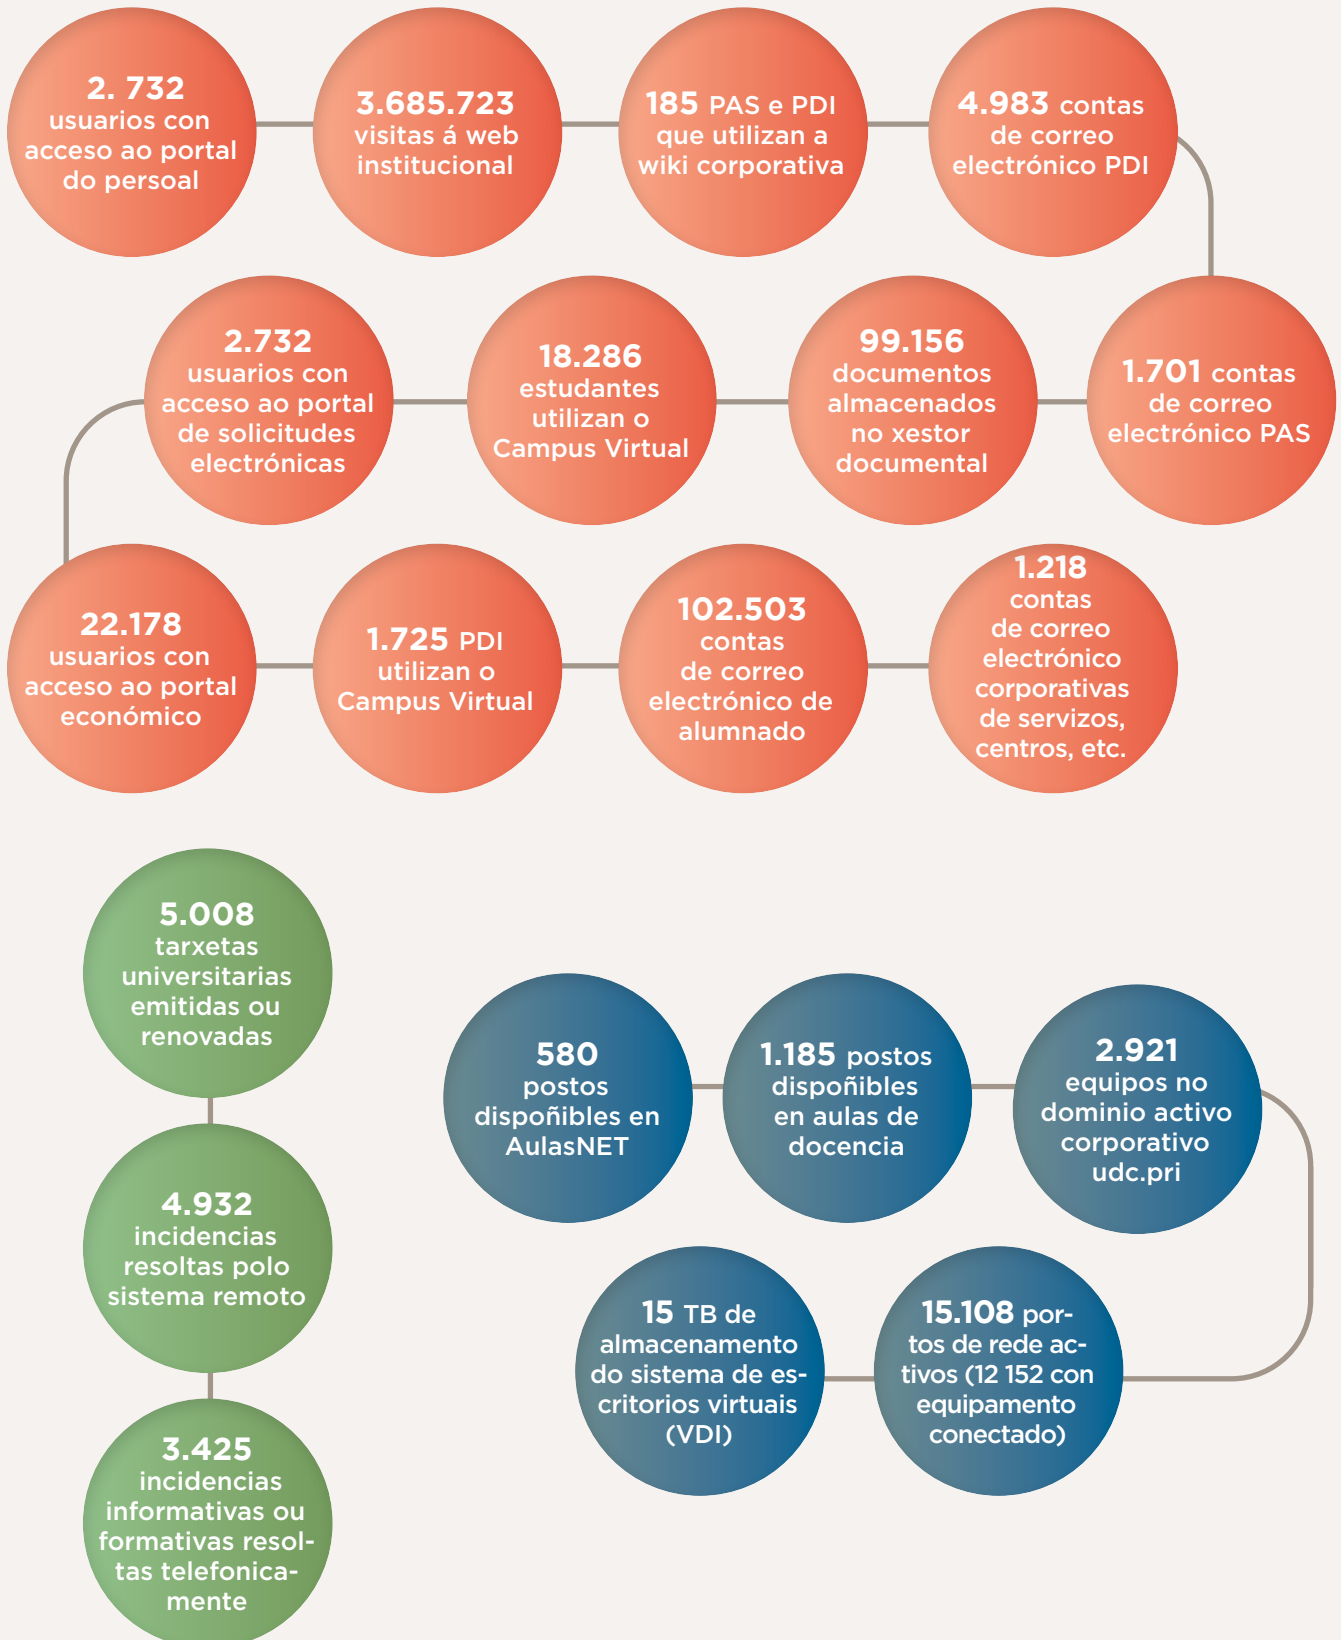 2. 732
usuarios con
acceso ao portal
do persoal
3.685.723
visitas á web
institucional
185 PAS e PDI
que utilizan a
wiki corporativa
4.983 contas
de correo
electrónico PDI
2.732
usuarios con
acceso ao portal
de solicitudes
electrónicas
18.286
estudantes
utilizan o
Campus Virtual
99.156
documentos
almacenados
no xestor
documental
1.701 contas
de correo
electrónico PAS
22.178
usuarios con
acceso ao portal
económico
1.725 PDI
utilizan o
Campus Virtual
102.503
contas
de correo
electrónico de
alumnado
1.218
contas
de correo
electrónico
corporativas
de servizos,
centros, etc.
5.008
tarxetas
universitarias
emitidas ou
renovadas
4.932
incidencias
resoltas polo
sistema remoto
3.425
incidencias
informativas ou
formativas resol-
tas telefonica-
mente
580
postos
dispoñibles en
AulasNET
1.185 postos
dispoñibles
en aulas de
docencia
2.921
equipos no
dominio activo
corporativo
udc.pri
15 TB de
almacenamento
do sistema de es-
critorios virtuais
(VDI)
15.108 por-
tos de rede ac-
tivos (12 152 con
equipamento
conectado)